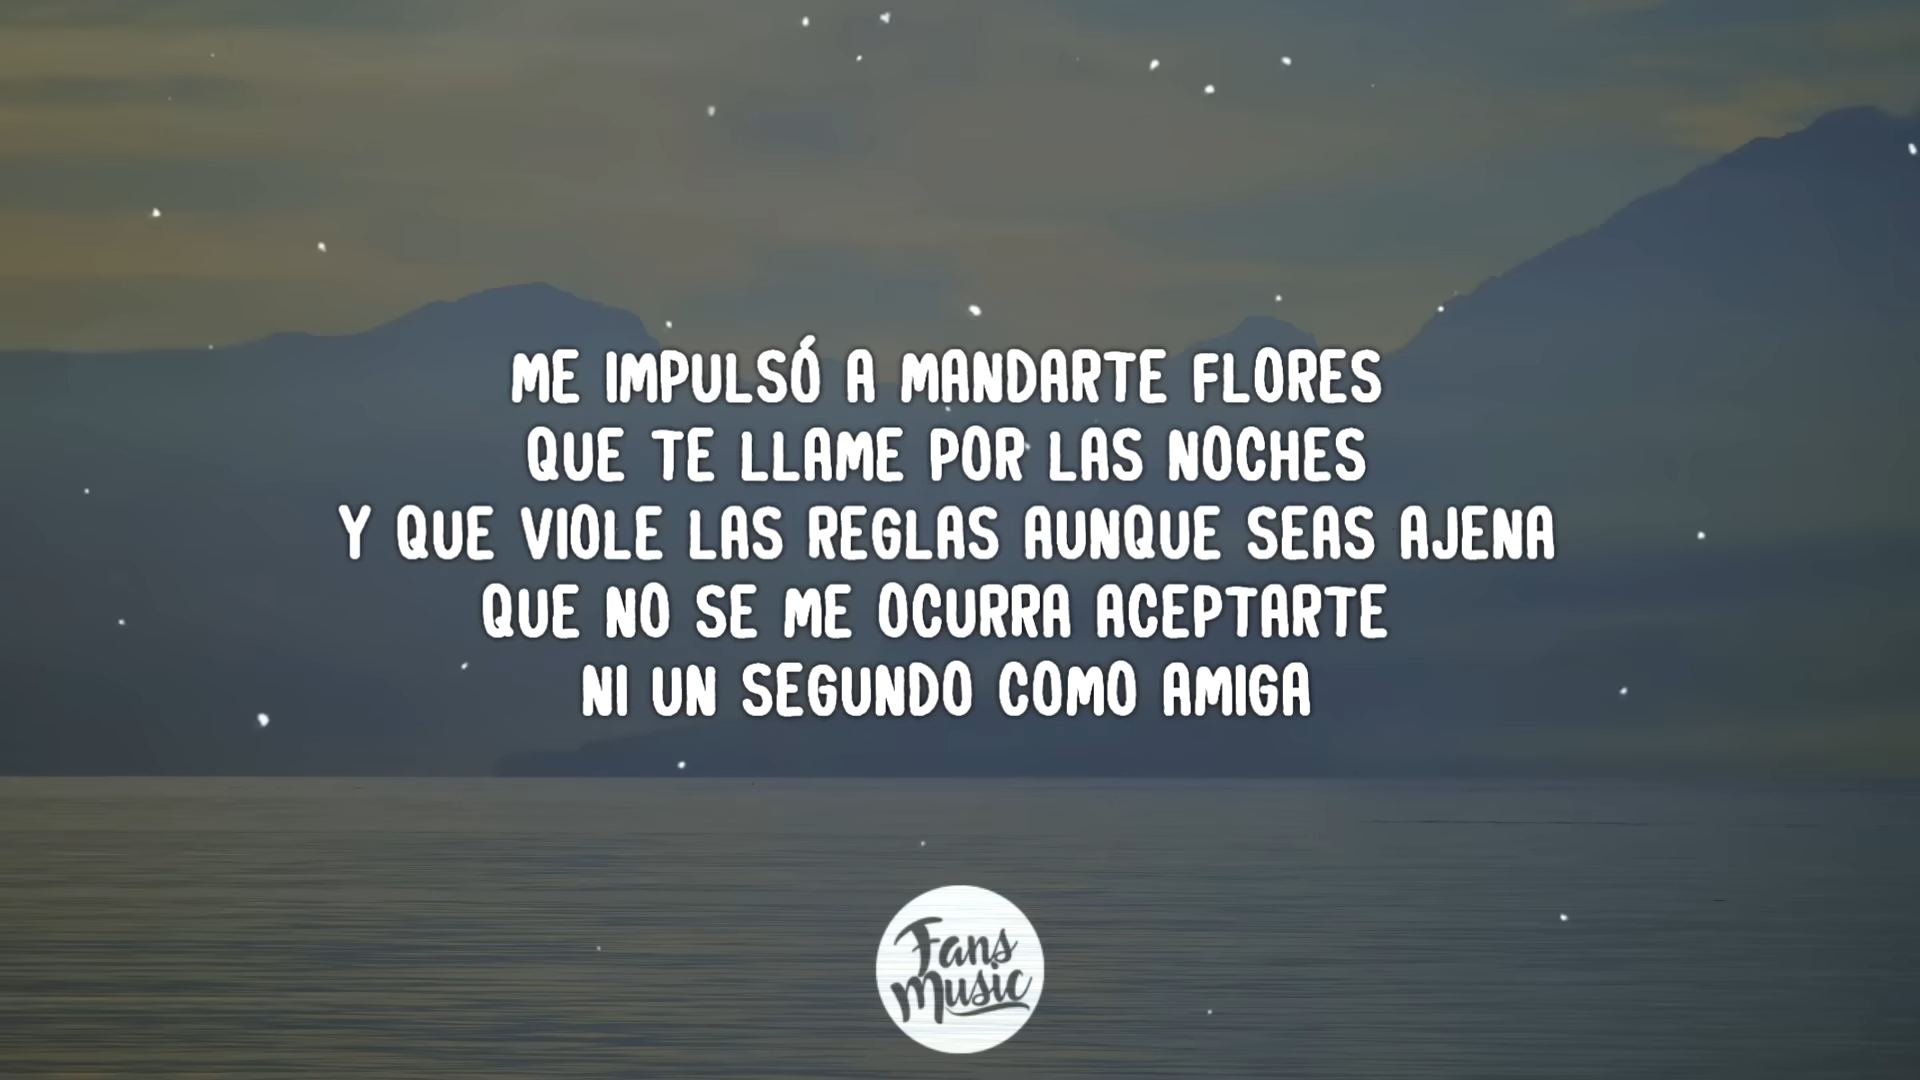 ME IMPULSÓ A MANDARTE FLORES
QUE TE LLAME POR LAS NOCHES
Y QUE VIOLE LAS REGLAS AUNQUE SEAS AJENA
QUE NO SE ME OCURRA ACEPTARTE
NI UN SEGUNDO COMO AMIGA
Fans
Music